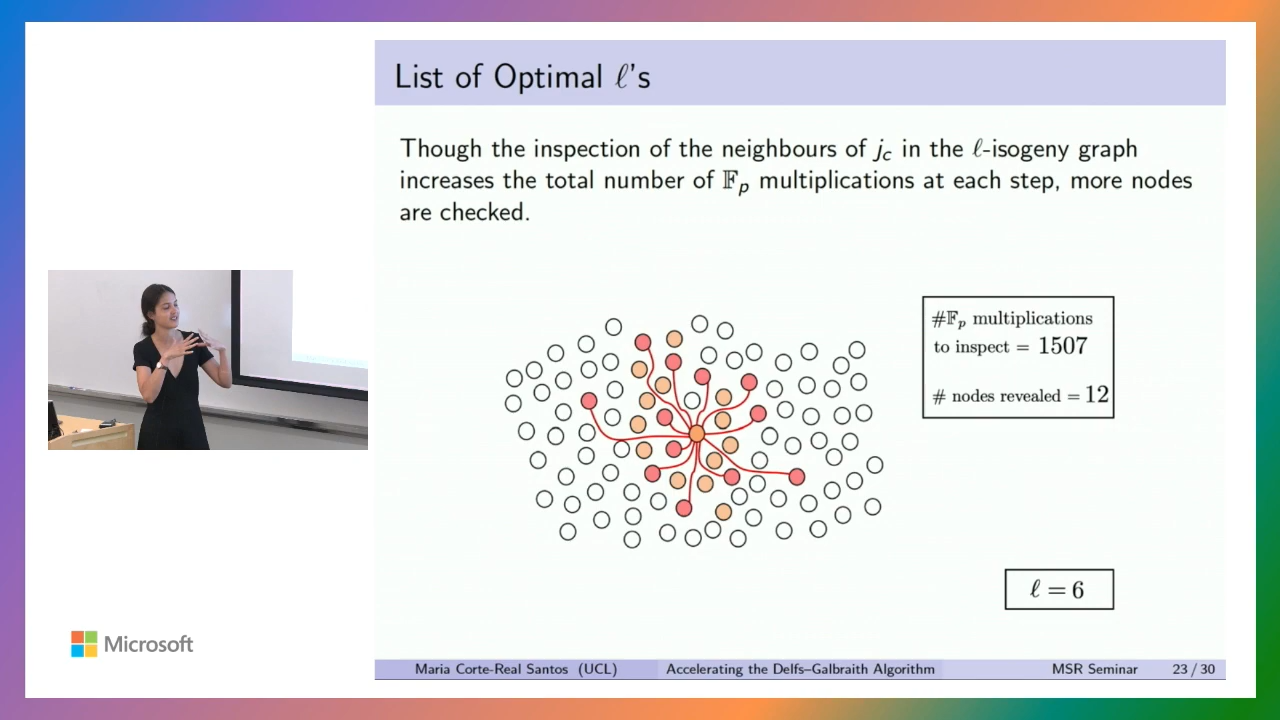 List of Optimal ℓ's
Though the inspection of the neighbours of j_c in the ℓ-isogeny graph
increases the total number of 𝔽_p multiplications at each step, more nodes
are checked.
#𝔽_p multiplications
to inspect = 1507
# nodes revealed = 12
ℓ = 6
Microsoft
Maria Corte-Real Santos (UCL) Accelerating the Delfs–Galbraith Algorithm MSR Seminar 23 / 30